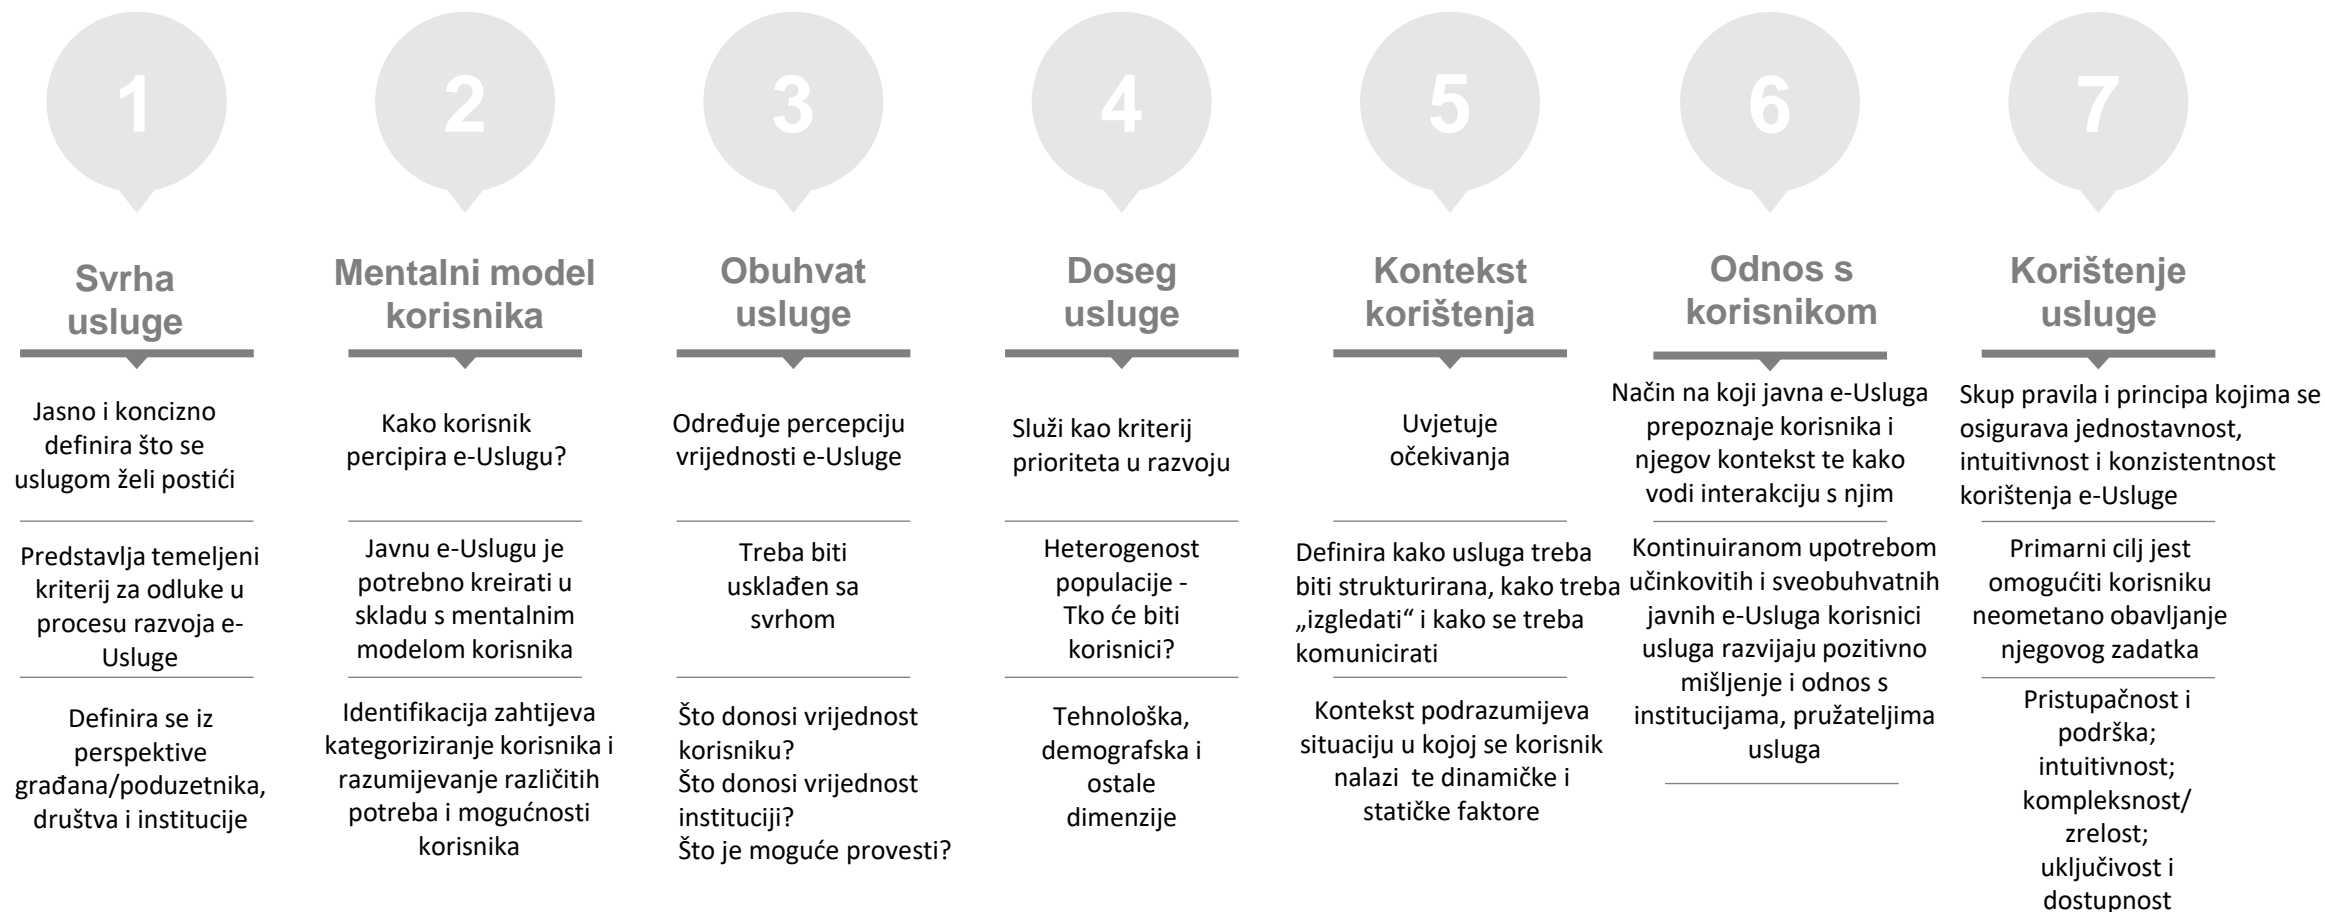 1
Svrha
usluge
Jasno i koncizno
definira što se
uslugom želi postići
Predstavlja temeljeni
kriterij za odluke u
procesu razvoja e-
Usluge
Definira se iz
perspektive
građana/poduzetnika,
društva i institucije
2
Mentalni model
korisnika
Kako korisnik
percipira e-Uslugu?
Javnu e-Uslugu je
potrebno kreirati u
skladu s mentalnim
modelom korisnika
Identifikacija zahtijeva
kategoriziranje korisnika i
razumijevanje različitih
potreba i mogućnosti
korisnika
3
Obuhvat
usluge
Određuje percepciju
vrijednosti e-Usluge
Treba biti
usklađen sa
svrhom
Što donosi vrijednost
korisniku?
Što donosi vrijednost
instituciji?
Što je moguće provesti?
4
Doseg
usluge
Služi kao kriterij
prioriteta u razvoju
Heterogenost
populacije -
Tko će biti
korisnici?
Tehnološka,
demografska i
ostale
dimenzije
5
Kontekst
korištenja
Uvjetuje
očekivanja
Definira kako usluga treba
biti strukturirana, kako treba
„izgledati“ i kako se treba
komunicirati
Kontekst podrazumijeva
situaciju u kojoj se korisnik
nalazi te dinamičke i
statičke faktore
6
Odnos s
korisnikom
Način na koji javna e-Usluga
prepoznaje korisnika i
njegov kontekst te kako
vodi interakciju s njim
Kontinuiranom upotrebom
učinkovitih i sveobuhvatnih
javnih e-Usluga korisnici
usluga razvijaju pozitivno
mišljenje i odnos s
institucijama, pružateljima
usluga
7
Korištenje
usluge
Skup pravila i principa kojima se
osigurava jednostavnost,
intuitivnost i konzistentnost
korištenja e-Usluge
Primarni cilj jest
omogućiti korisniku
neometano obavljanje
njegovog zadatka
Pristupačnost i
podrška;
intuitivnost;
kompleksnost/
zrelost;
uključivost i
dostupnost